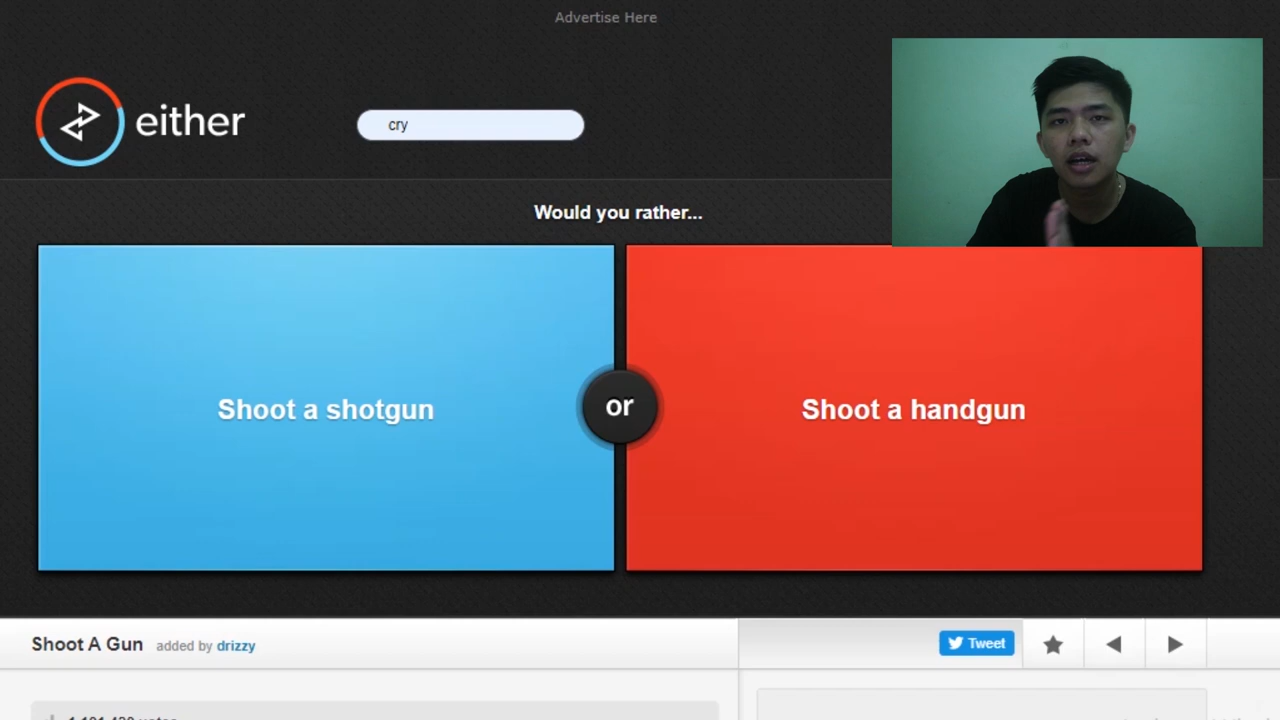 Advertise Here
either
cry
Would you rather...
Shoot a shotgun
or
Shoot a handgun
Shoot A Gun added by drizzy
Tweet